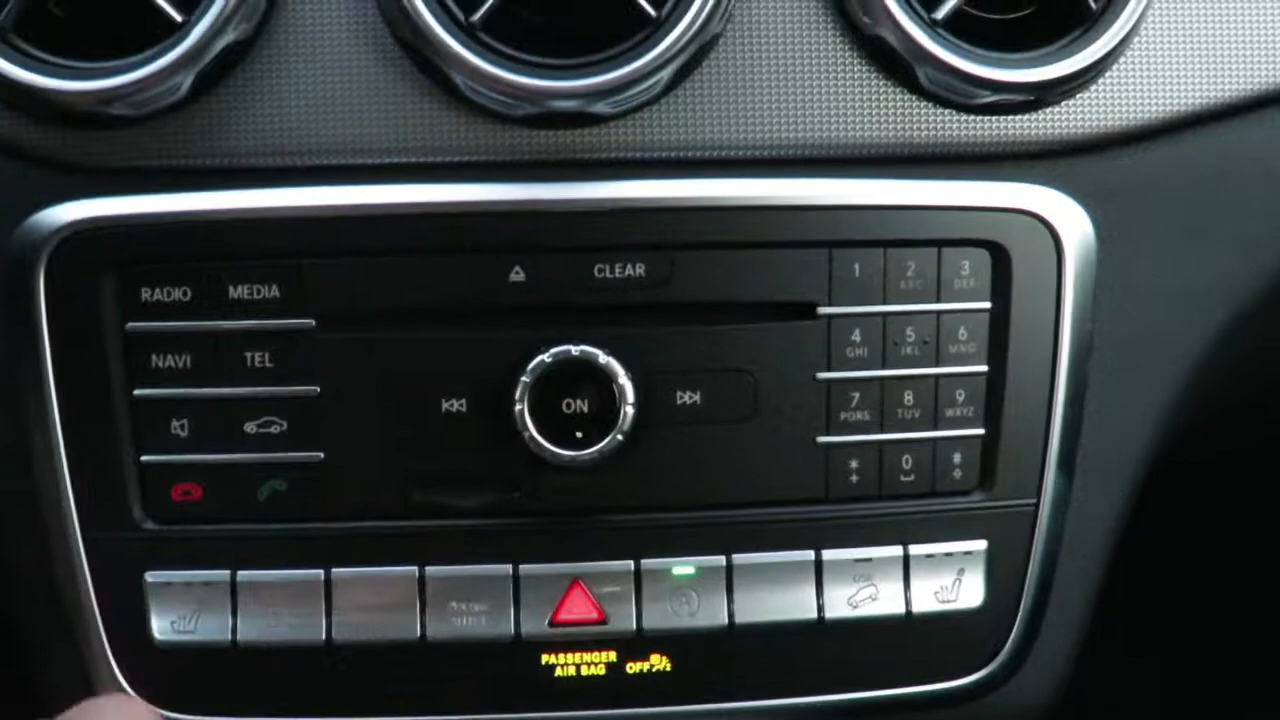 RADIO MEDIA
CLEAR
NAVI TEL
ON
1 2 ABC 3 DEF
4 GHI 5 JKL 6 MNO
7 PQRS 8 TUV 9 WXYZ
* + 0 #
DSR
PASSENGER
AIR BAG OFF